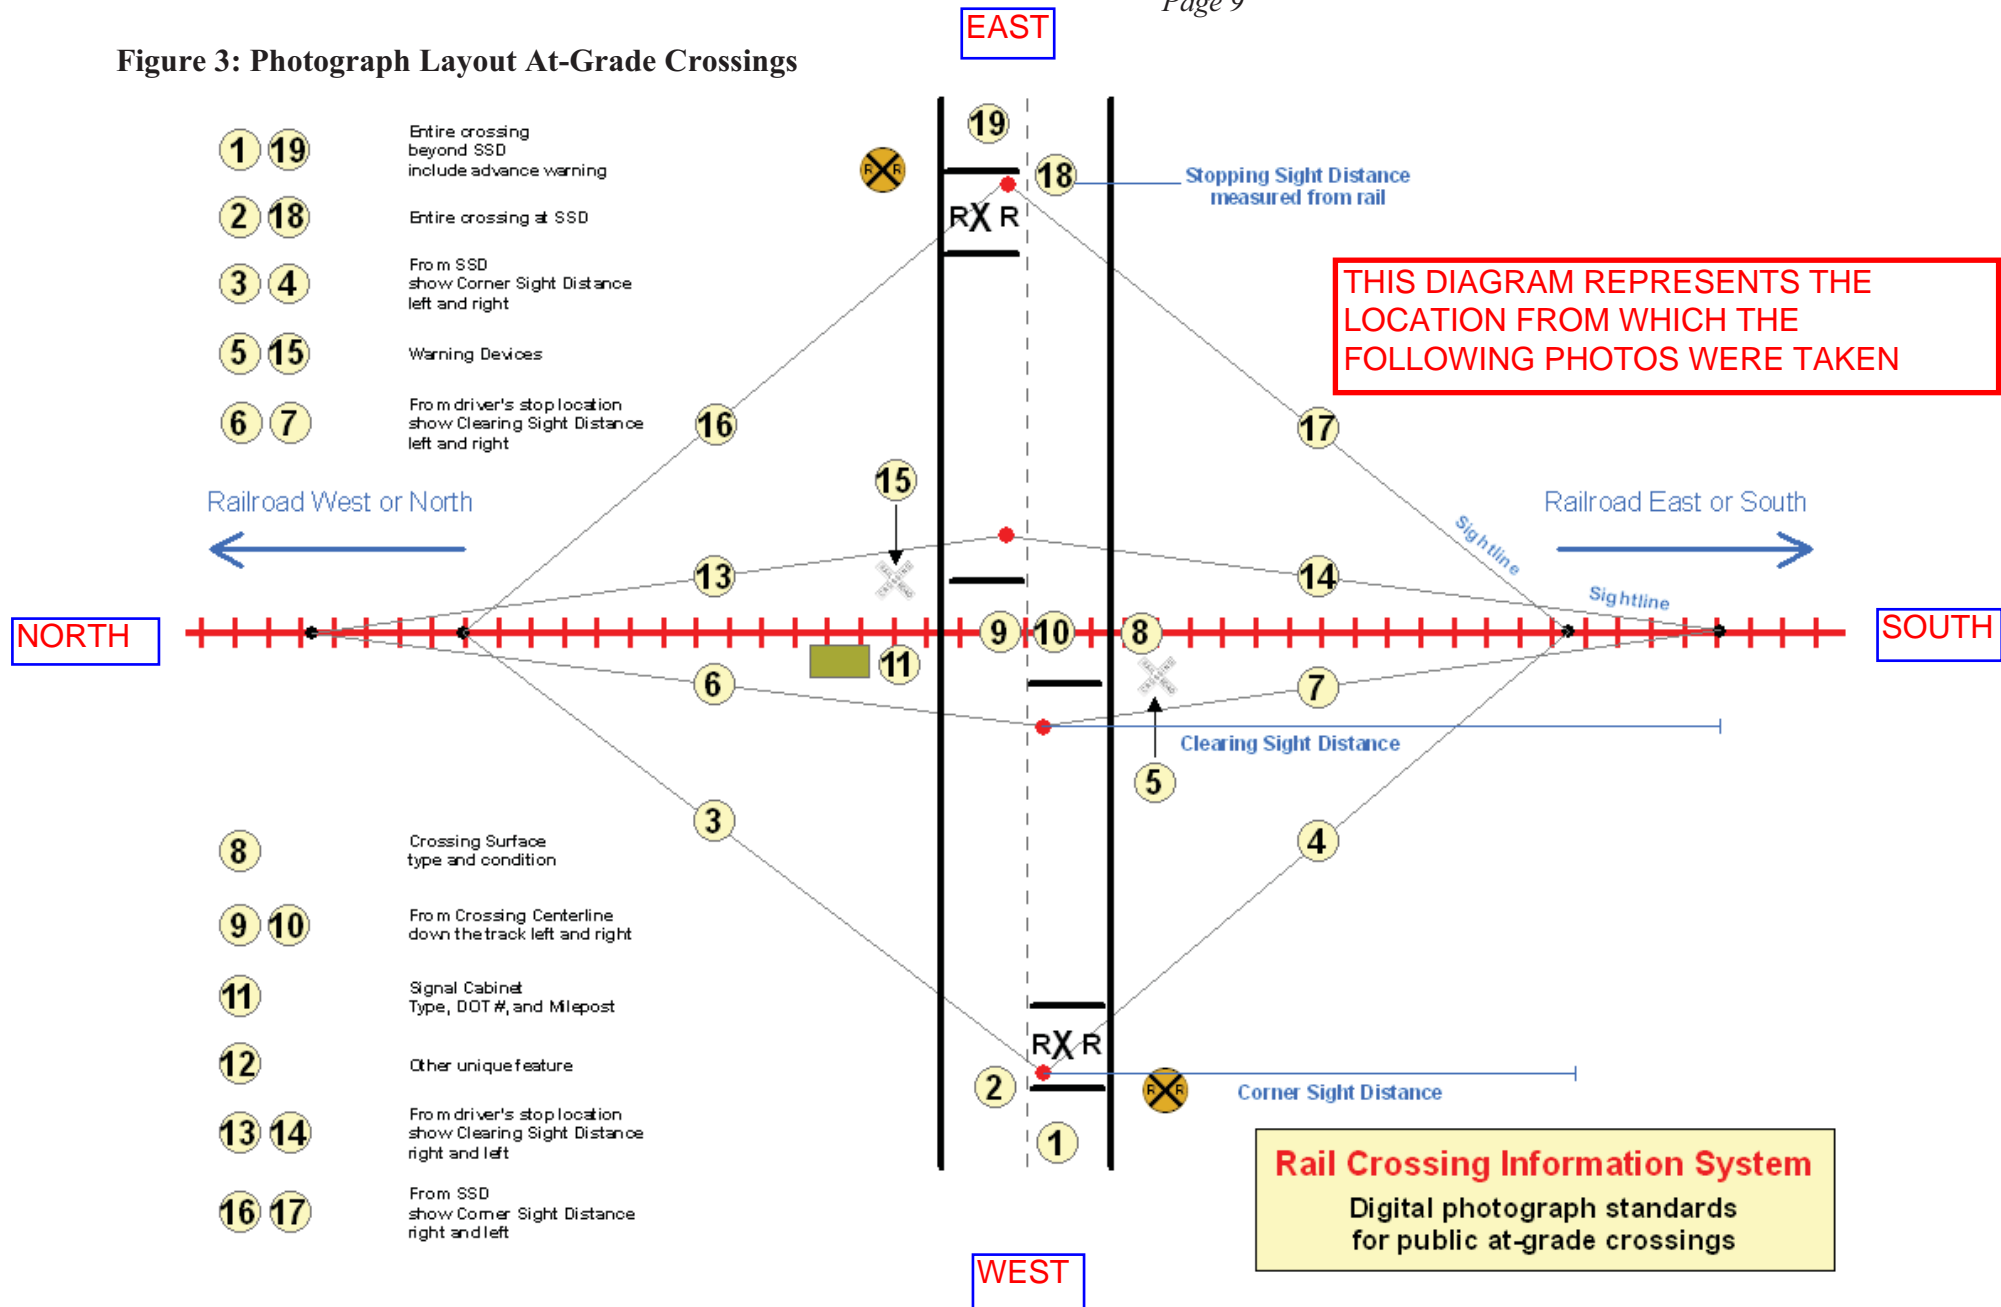 Page 9
EAST
Figure 3: Photograph Layout At-Grade Crossings
1 19
Entire crossing
beyond SSD
include advance warning
2 18
Entire crossing at SSD
3 4
From SSD
show Corner Sight Distance
left and right
5 15
Warning Devices
6 7
From driver's stop location
show Clearing Sight Distance
left and right
19
R R
18
Stopping Sight Distance
measured from rail
R X R
THIS DIAGRAM REPRESENTS THE
LOCATION FROM WHICH THE
FOLLOWING PHOTOS WERE TAKEN
16
17
15
Railroad West or North
Railroad East or South
Sightline
Sightline
13
14
RAIL CROSSING ROAD
NORTH
9
10
8
SOUTH
11
RAIL CROSSING ROAD
6
7
Clearing Sight Distance
5
3
4
8
Crossing Surface
type and condition
9 10
From Crossing Centerline
down the track left and right
11
Signal Cabinet
Type, DOT #, and Milepost
12
Other unique feature
13 14
From driver's stop location
show Clearing Sight Distance
right and left
16 17
From SSD
show Corner Sight Distance
right and left
R X R
2
R R
Corner Sight Distance
1
Rail Crossing Information System
Digital photograph standards
for public at-grade crossings
WEST